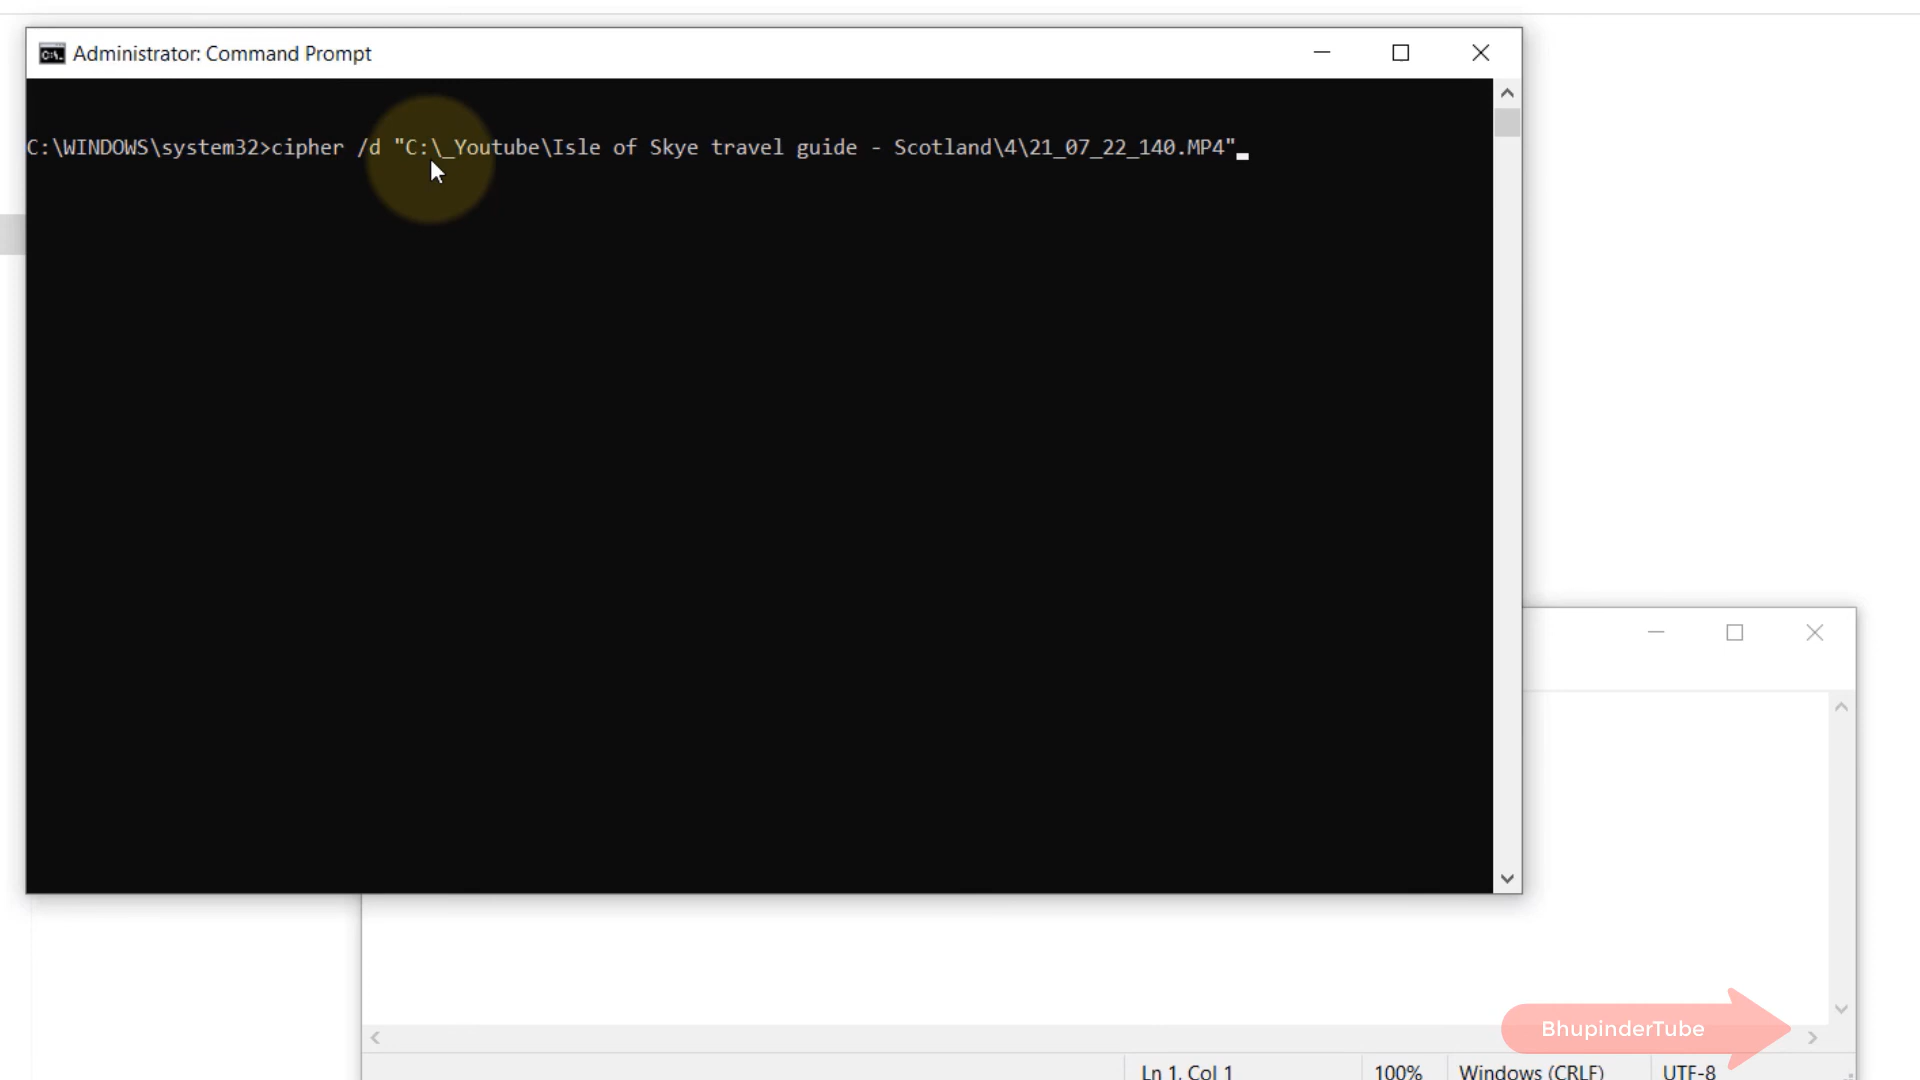 Administrator: Command Prompt
C:\WINDOWS\system32>cipher /d "C:\_Youtube\Isle of Skye travel guide - Scotland\4\21_07_22_140.MP4"
BhupinderTube
Ln 1, Col 1 100% Windows (CRLF) UTF-8